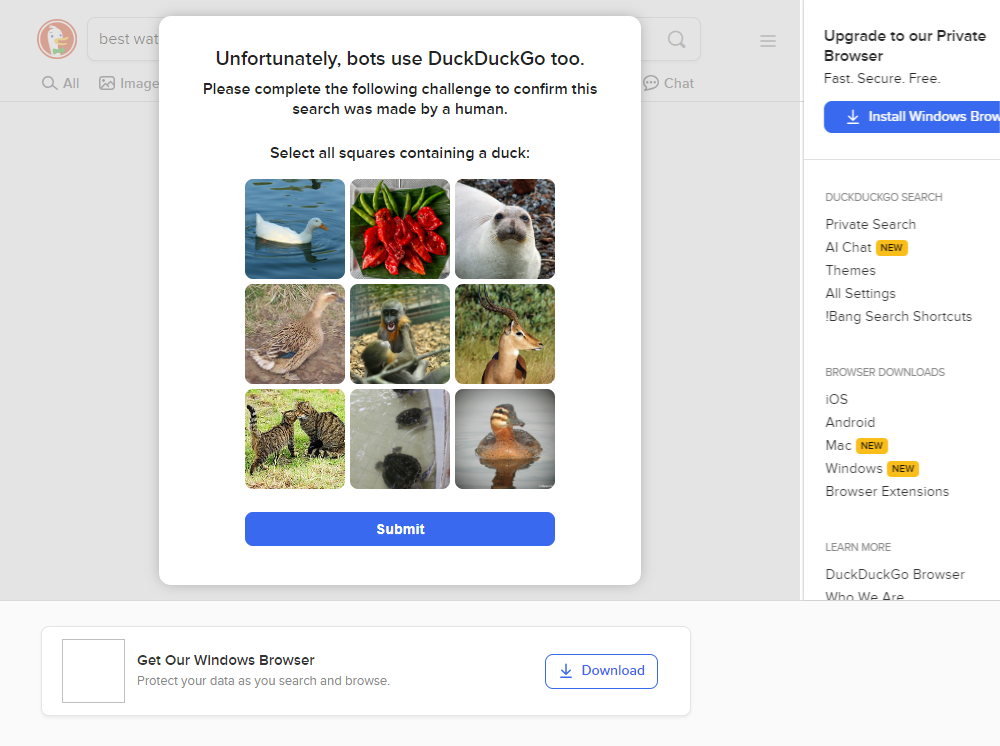 best wat
All
Image
Chat
Unfortunately, bots use DuckDuckGo too.
Please complete the following challenge to confirm this
search was made by a human.
Select all squares containing a duck:
Submit
Upgrade to our Private
Browser
Fast. Secure. Free.
Install Windows Brow
DUCKDUCKGO SEARCH
Private Search
AI Chat NEW
Themes
All Settings
!Bang Search Shortcuts
BROWSER DOWNLOADS
iOS
Android
Mac NEW
Windows NEW
Browser Extensions
LEARN MORE
DuckDuckGo Browser
Who We Are
Get Our Windows Browser
Protect your data as you search and browse.
Download